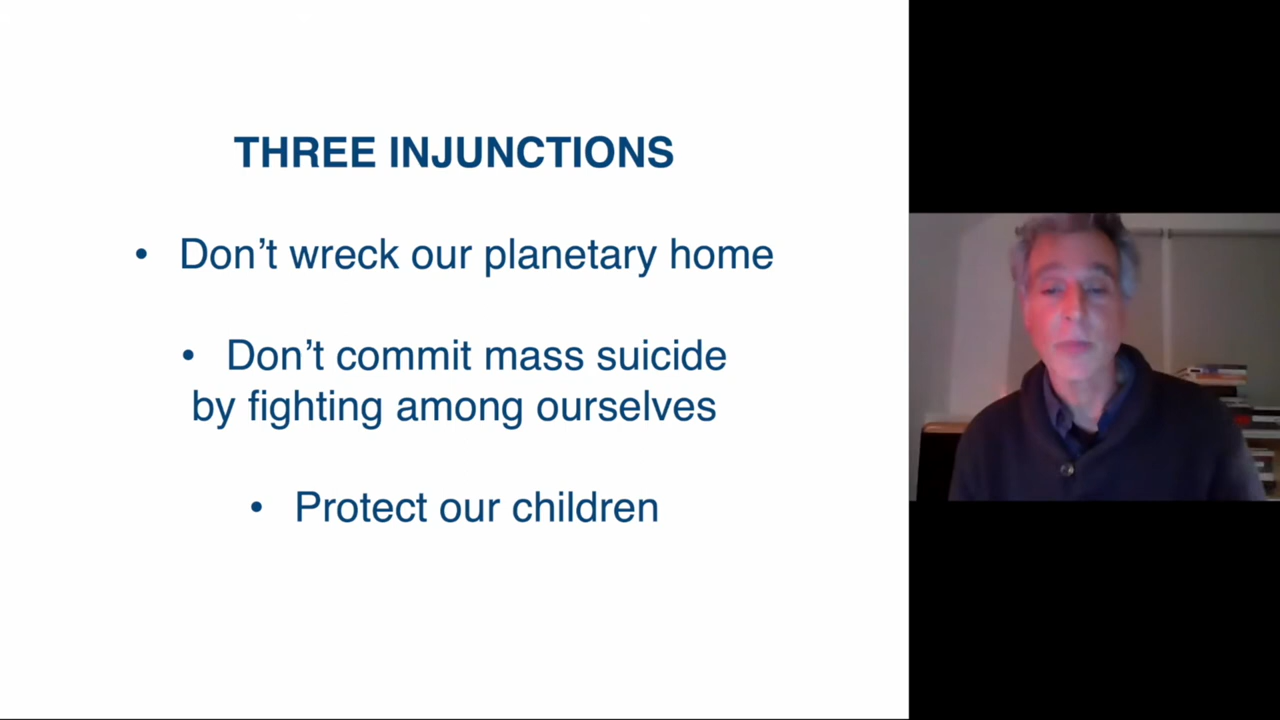 THREE INJUNCTIONS
• Don’t wreck our planetary home
• Don’t commit mass suicide
by fighting among ourselves
• Protect our children